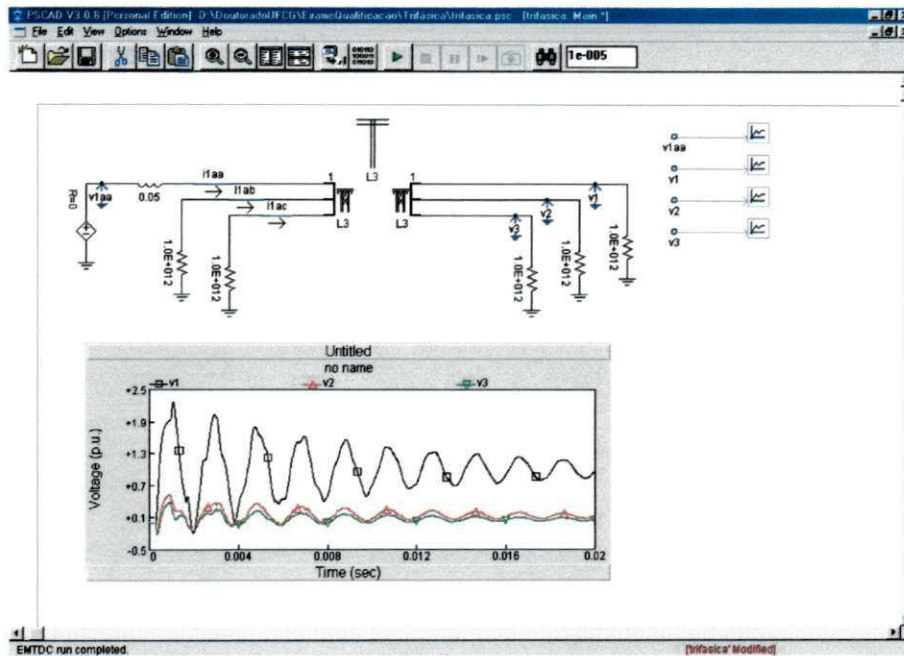 PSCAD V3.0.8 [Personal Edition] D:\DoutoradoUFCG\ExameQualificacao\Trifasica\trifasica.psc - [trifasica: Main *]
File Edit View Options Window Help
1e-005
L3
R=0
v1aa
0.05
i1aa
i1ab
i1ac
1
L3
1.0E+012
1.0E+012
1
L3
v3
v2
v1
1.0E+012
1.0E+012
1.0E+012
v1aa
v1
v2
v3
Untitled
no name
v1 v2 v3
Voltage (p.u.)
+2.5
+1.9
+1.3
+0.7
+0.1
-0.5
0 0.004 0.008 0.012 0.016 0.02
Time (sec)
EMTDC run completed.
['trifasica' Modified]